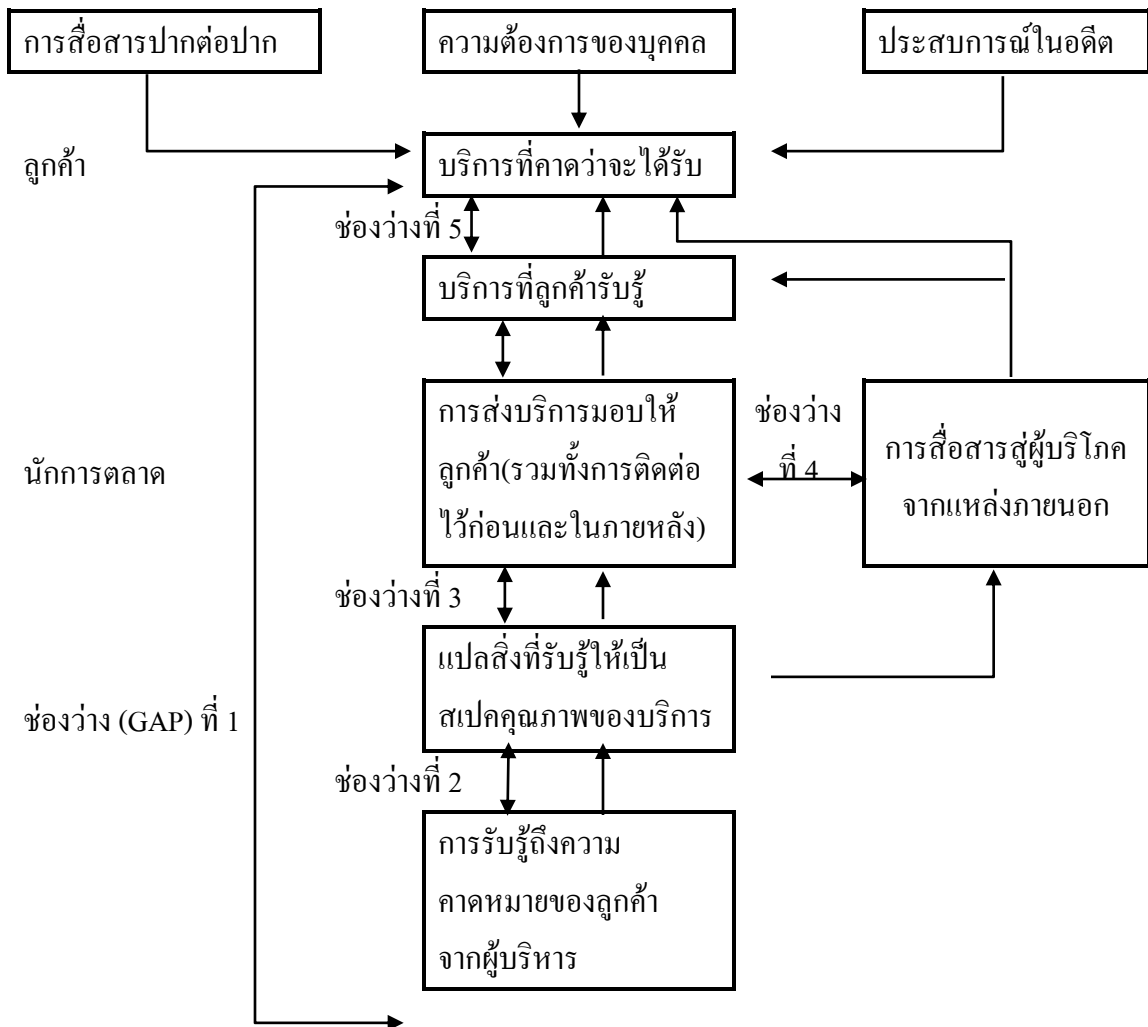 การสื่อสารปากต่อปาก
ความต้องการของบุคคล
ประสบการณ์ในอดีต
ลูกค้า
บริการที่คาดว่าจะได้รับ
ช่องว่างที่ 5
บริการที่ลูกค้ารับรู้
การส่งบริการมอบให้
ลูกค้า(รวมทั้งการติดต่อ
ไว้ก่อนและในภายหลัง)
ช่องว่าง
ที่ 4
การสื่อสารสู่ผู้บริโภค
จากแหล่งภายนอก
นักการตลาด
ช่องว่างที่ 3
แปลสิ่งที่รับรู้ให้เป็น
สเปคคุณภาพของบริการ
ช่องว่าง (GAP) ที่ 1
ช่องว่างที่ 2
การรับรู้ถึงความ
คาดหมายของลูกค้า
จากผู้บริหาร